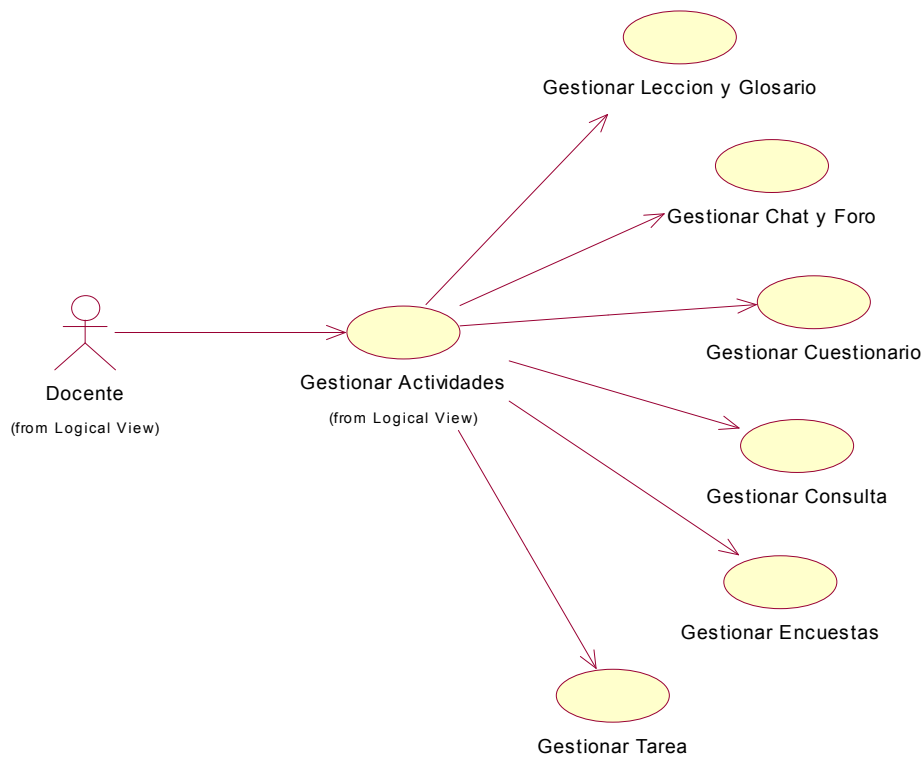 Gestionar Leccion y Glosario
Gestionar Chat y Foro
Gestionar Cuestionario
Gestionar Actividades
(from Logical View)
Docente
(from Logical View)
Gestionar Consulta
Gestionar Encuestas
Gestionar Tarea